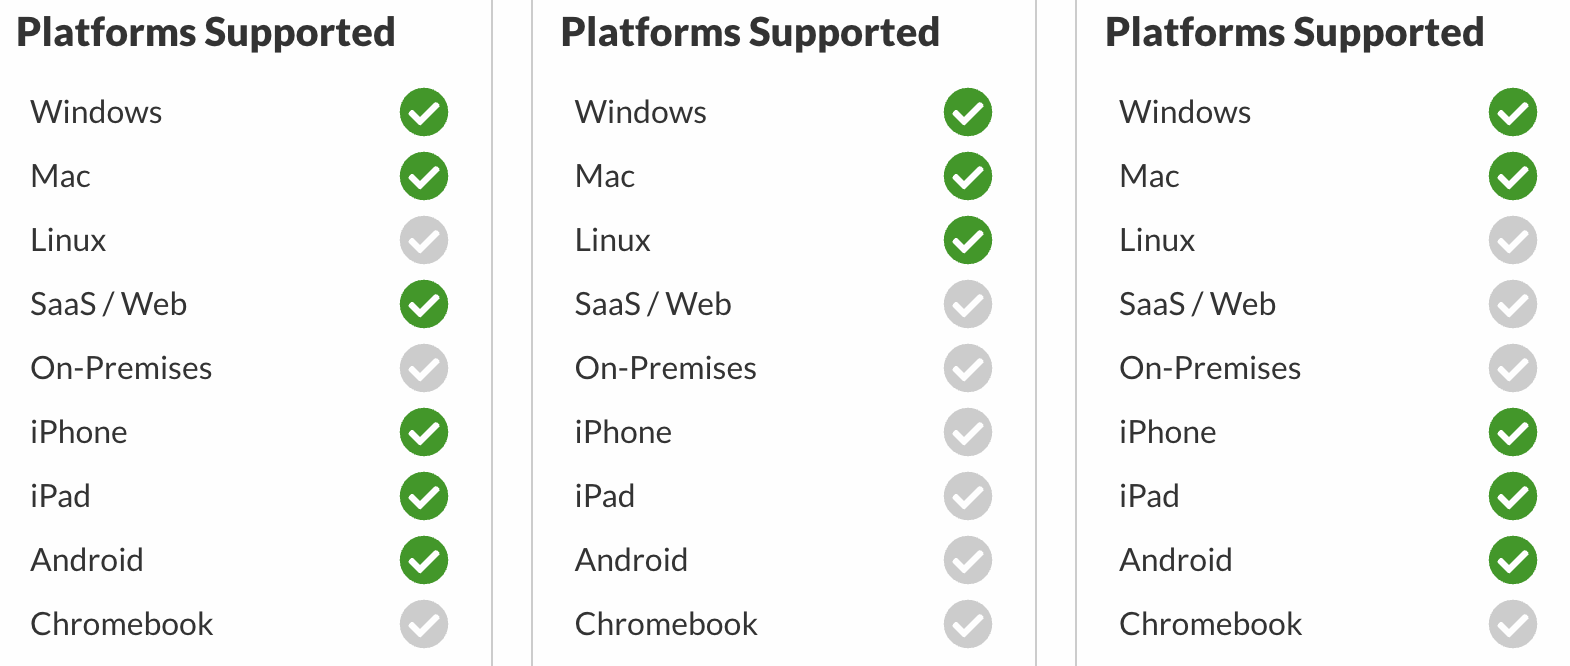 Platforms Supported
Windows
Mac
Linux
SaaS / Web
On-Premises
iPhone
iPad
Android
Chromebook
Platforms Supported
Windows
Mac
Linux
SaaS / Web
On-Premises
iPhone
iPad
Android
Chromebook
Platforms Supported
Windows
Mac
Linux
SaaS / Web
On-Premises
iPhone
iPad
Android
Chromebook